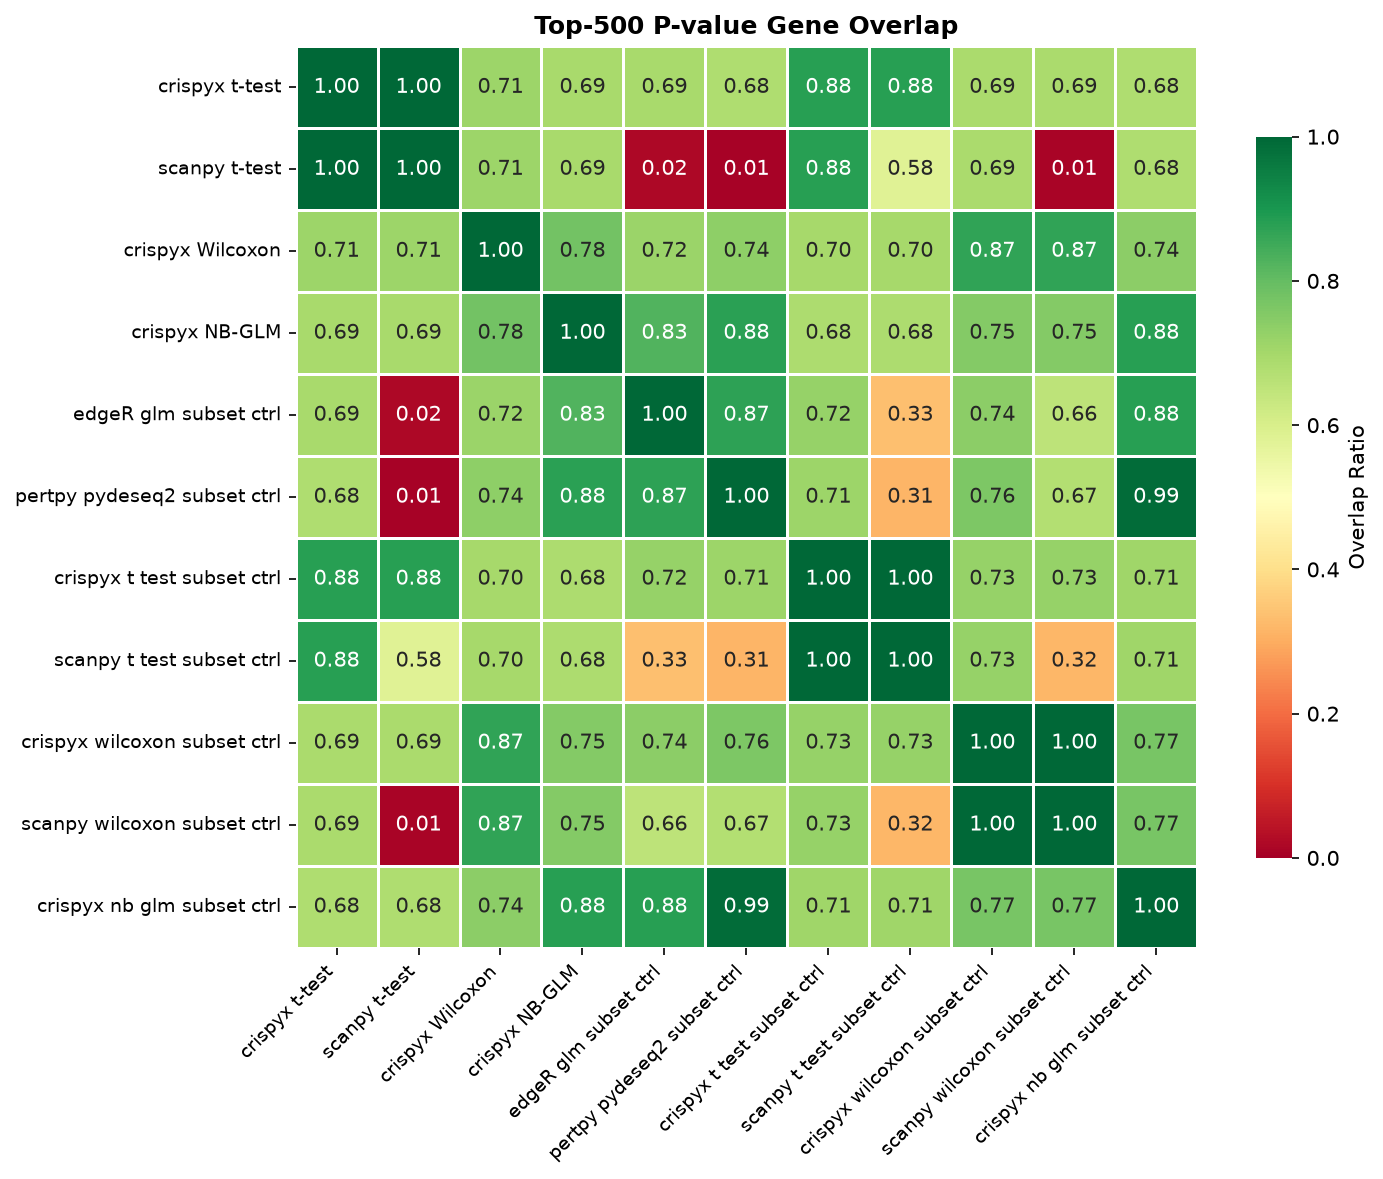 Top-500 P-value Gene Overlap
crispyx t-test 1.00 1.00 0.71 0.69 0.69 0.68 0.88 0.88 0.69 0.69 0.68
scanpy t-test 1.00 1.00 0.71 0.69 0.02 0.01 0.88 0.58 0.69 0.01 0.68
crispyx Wilcoxon 0.71 0.71 1.00 0.78 0.72 0.74 0.70 0.70 0.87 0.87 0.74
crispyx NB-GLM 0.69 0.69 0.78 1.00 0.83 0.88 0.68 0.68 0.75 0.75 0.88
edgeR glm subset ctrl 0.69 0.02 0.72 0.83 1.00 0.87 0.72 0.33 0.74 0.66 0.88
pertpy pydeseq2 subset ctrl 0.68 0.01 0.74 0.88 0.87 1.00 0.71 0.31 0.76 0.67 0.99
crispyx t test subset ctrl 0.88 0.88 0.70 0.68 0.72 0.71 1.00 1.00 0.73 0.73 0.71
scanpy t test subset ctrl 0.88 0.58 0.70 0.68 0.33 0.31 1.00 1.00 0.73 0.32 0.71
crispyx wilcoxon subset ctrl 0.69 0.69 0.87 0.75 0.74 0.76 0.73 0.73 1.00 1.00 0.77
scanpy wilcoxon subset ctrl 0.69 0.01 0.87 0.75 0.66 0.67 0.73 0.32 1.00 1.00 0.77
crispyx nb glm subset ctrl 0.68 0.68 0.74 0.88 0.88 0.99 0.71 0.71 0.77 0.77 1.00
crispyx t-test
scanpy t-test
crispyx Wilcoxon
crispyx NB-GLM
edgeR glm subset ctrl
pertpy pydeseq2 subset ctrl
crispyx t test subset ctrl
scanpy t test subset ctrl
crispyx wilcoxon subset ctrl
scanpy wilcoxon subset ctrl
crispyx nb glm subset ctrl
1.0
0.8
0.6
0.4
0.2
0.0
Overlap Ratio